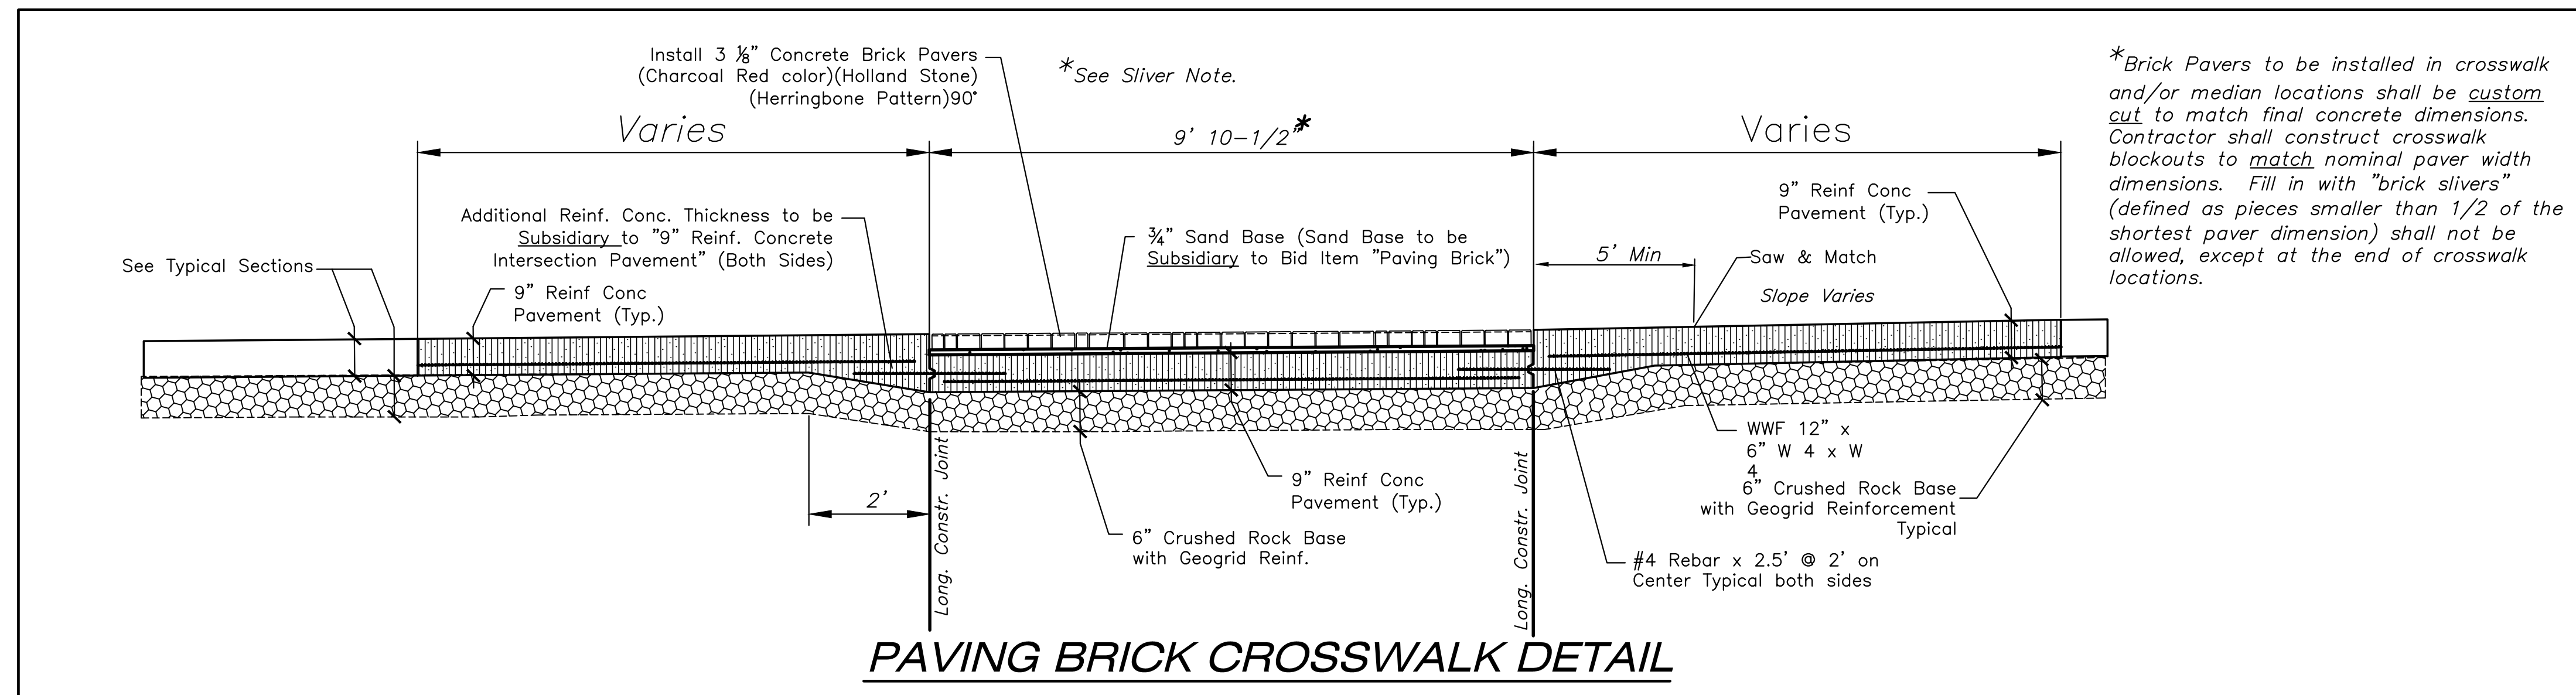 Install 3 ⅛" Concrete Brick Pavers
(Charcoal Red color)(Holland Stone)
(Herringbone Pattern)90°
*See Sliver Note.
*Brick Pavers to be installed in crosswalk
and/or median locations shall be custom
cut to match final concrete dimensions.
Contractor shall construct crosswalk
blockouts to match nominal paver width
dimensions. Fill in with "brick slivers"
(defined as pieces smaller than 1/2 of the
shortest paver dimension) shall not be
allowed, except at the end of crosswalk
locations.
Varies
9' 10-1/2"*
Varies
Additional Reinf. Conc. Thickness to be
Subsidiary to "9" Reinf. Concrete
Intersection Pavement" (Both Sides)
¾" Sand Base (Sand Base to be
Subsidiary to Bid Item "Paving Brick")
9" Reinf Conc
Pavement (Typ.)
5' Min
Saw & Match
Slope Varies
See Typical Sections
9" Reinf Conc
Pavement (Typ.)
WWF 12" x
6" W 4 x W
4
6" Crushed Rock Base
with Geogrid Reinforcement
Typical
2'
Long. Constr. Joint
9" Reinf Conc
Pavement (Typ.)
6" Crushed Rock Base
with Geogrid Reinf.
Long. Constr. Joint
#4 Rebar x 2.5' @ 2' on
Center Typical both sides
PAVING BRICK CROSSWALK DETAIL